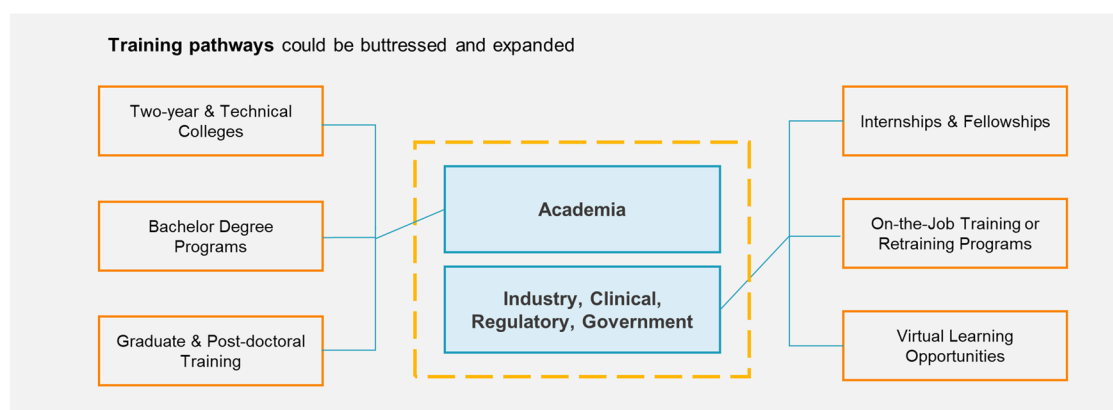 Training pathways could be buttressed and expanded
Two-year & Technical
Colleges
Bachelor Degree
Programs
Graduate & Post-doctoral
Training
Academia
Industry, Clinical,
Regulatory, Government
Internships & Fellowships
On-the-Job Training or
Retraining Programs
Virtual Learning
Opportunities